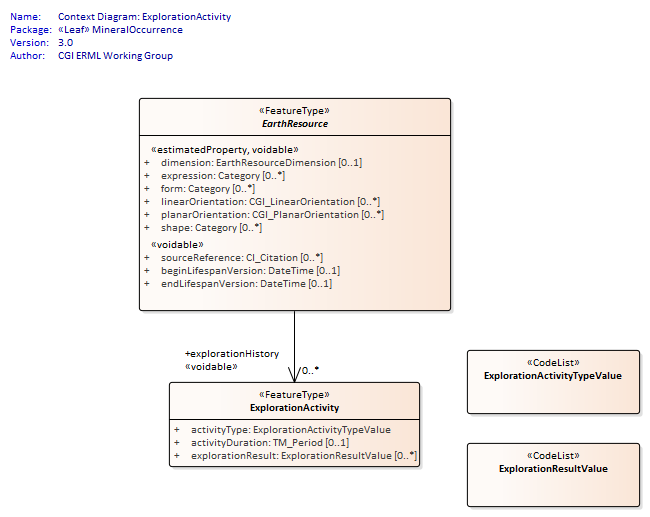 Name: Context Diagram: ExplorationActivity
Package: «Leaf» MineralOccurrence
Version: 3.0
Author: CGI ERML Working Group
«FeatureType»
EarthResource
«estimatedProperty, voidable»
+ dimension: EarthResourceDimension [0..1]
+ expression: Category [0..*]
+ form: Category [0..*]
+ linearOrientation: CGI_LinearOrientation [0..*]
+ planarOrientation: CGI_PlanarOrientation [0..*]
+ shape: Category [0..*]
«voidable»
+ sourceReference: CI_Citation [0..*]
+ beginLifespanVersion: DateTime [0..1]
+ endLifespanVersion: DateTime [0..1]
+explorationHistory
«voidable» 0..*
«FeatureType»
ExplorationActivity
+ activityType: ExplorationActivityTypeValue
+ activityDuration: TM_Period [0..1]
+ explorationResult: ExplorationResultValue [0..*]
«CodeList»
ExplorationActivityTypeValue
«CodeList»
ExplorationResultValue